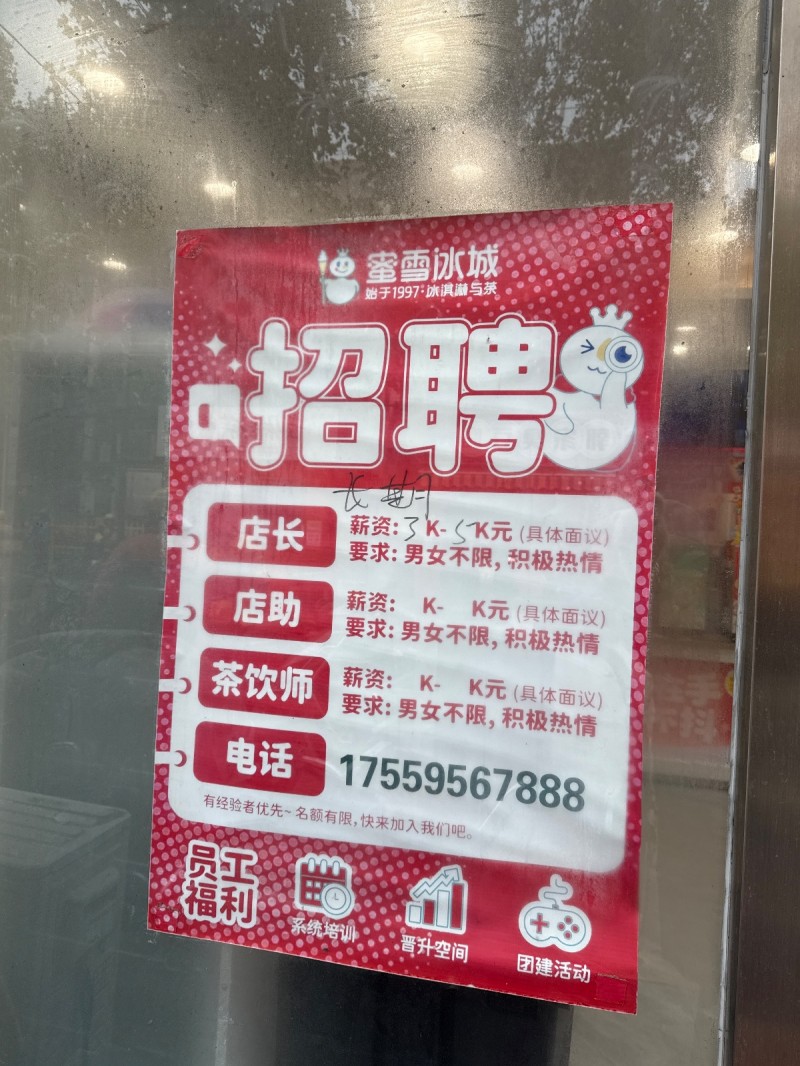 蜜雪冰城
始于1997·冰淇淋与茶
招聘
长期
店长
薪资:3K-5K元(具体面议)
要求:男女不限,积极热情
店助
薪资: K- K元(具体面议)
要求:男女不限,积极热情
茶饮师
薪资: K- K元(具体面议)
要求:男女不限,积极热情
电话
17559567888
有经验者优先~名额有限,快来加入我们吧。
员工
福利
系统培训
晋升空间
团建活动